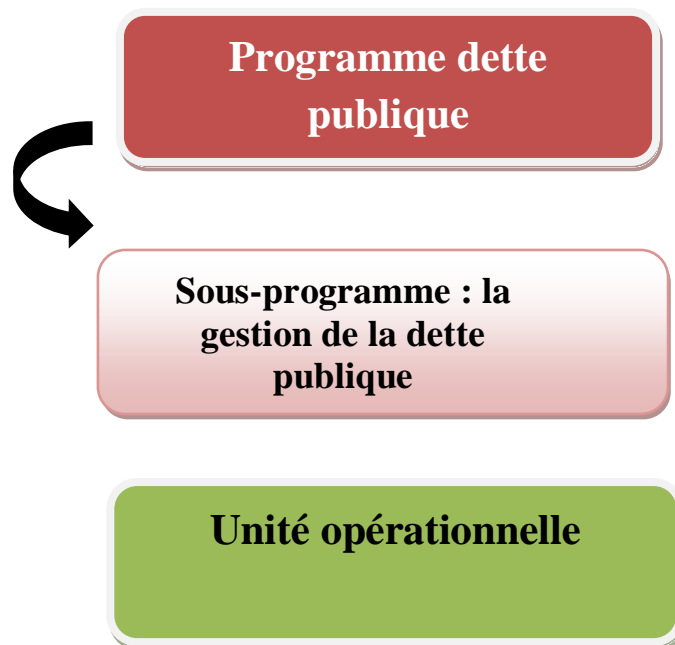 Programme dette
publique
Sous-programme : la
gestion de la dette
publique
Unité opérationnelle